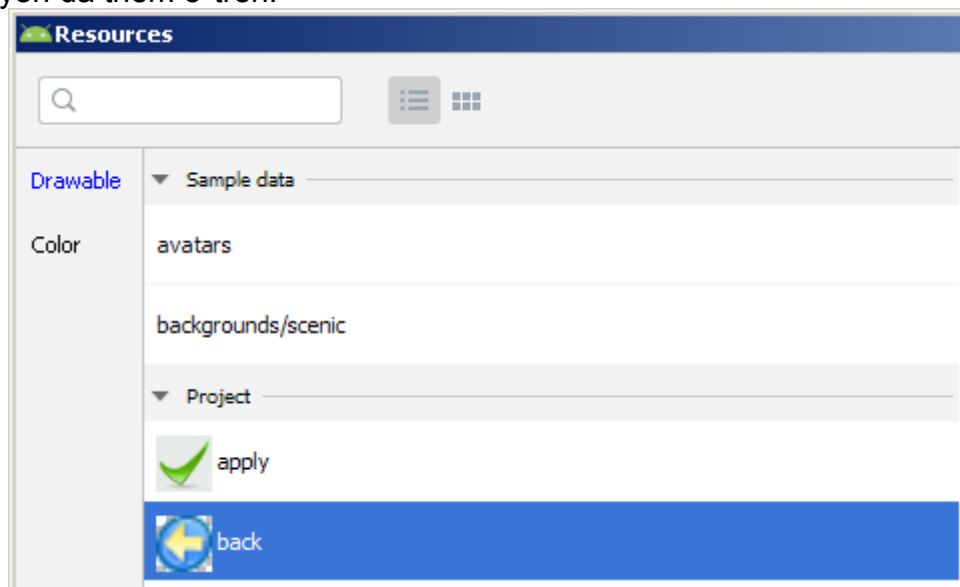 Resources
Drawable
Sample data
Color
avatars
backgrounds/scenic
Project
apply
back